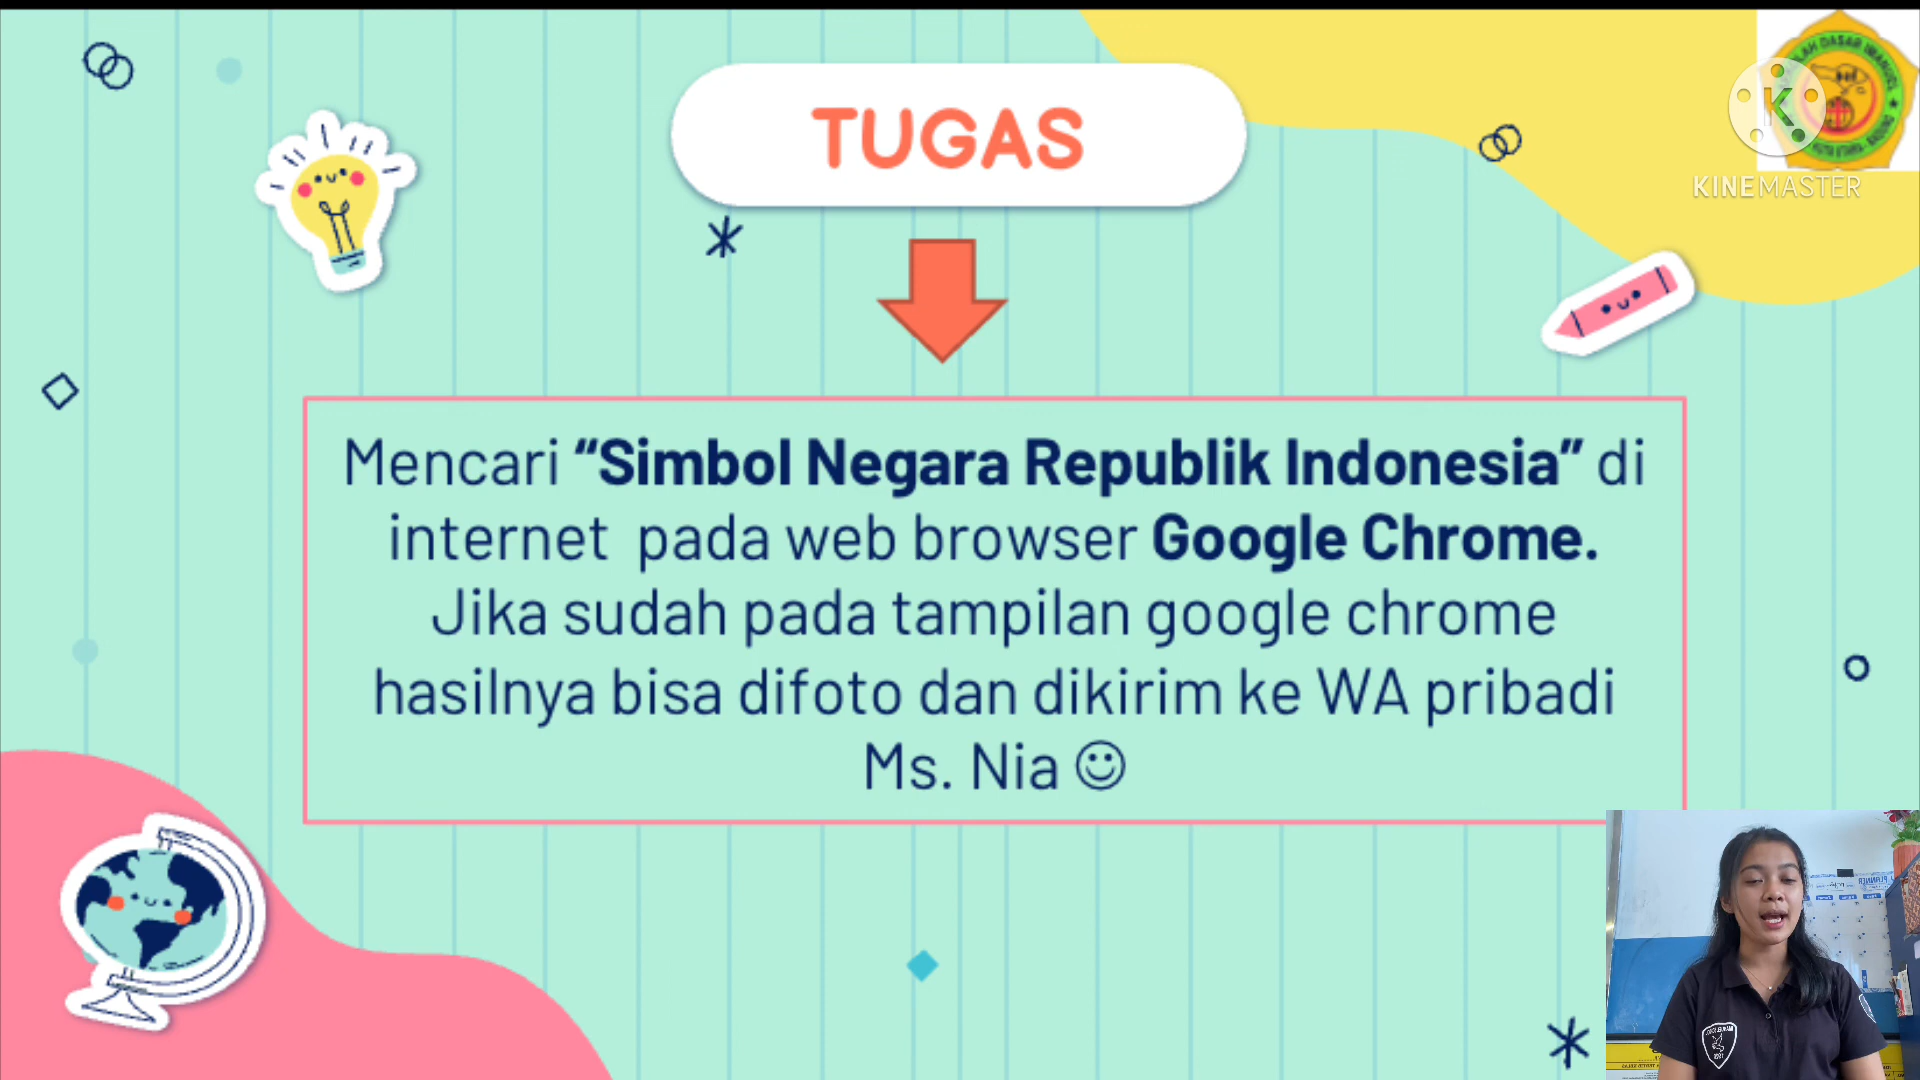 TUGAS
KINEMASTER
Mencari “Simbol Negara Republik Indonesia” di
internet pada web browser Google Chrome.
Jika sudah pada tampilan google chrome
hasilnya bisa difoto dan dikirim ke WA pribadi
Ms. Nia ☺